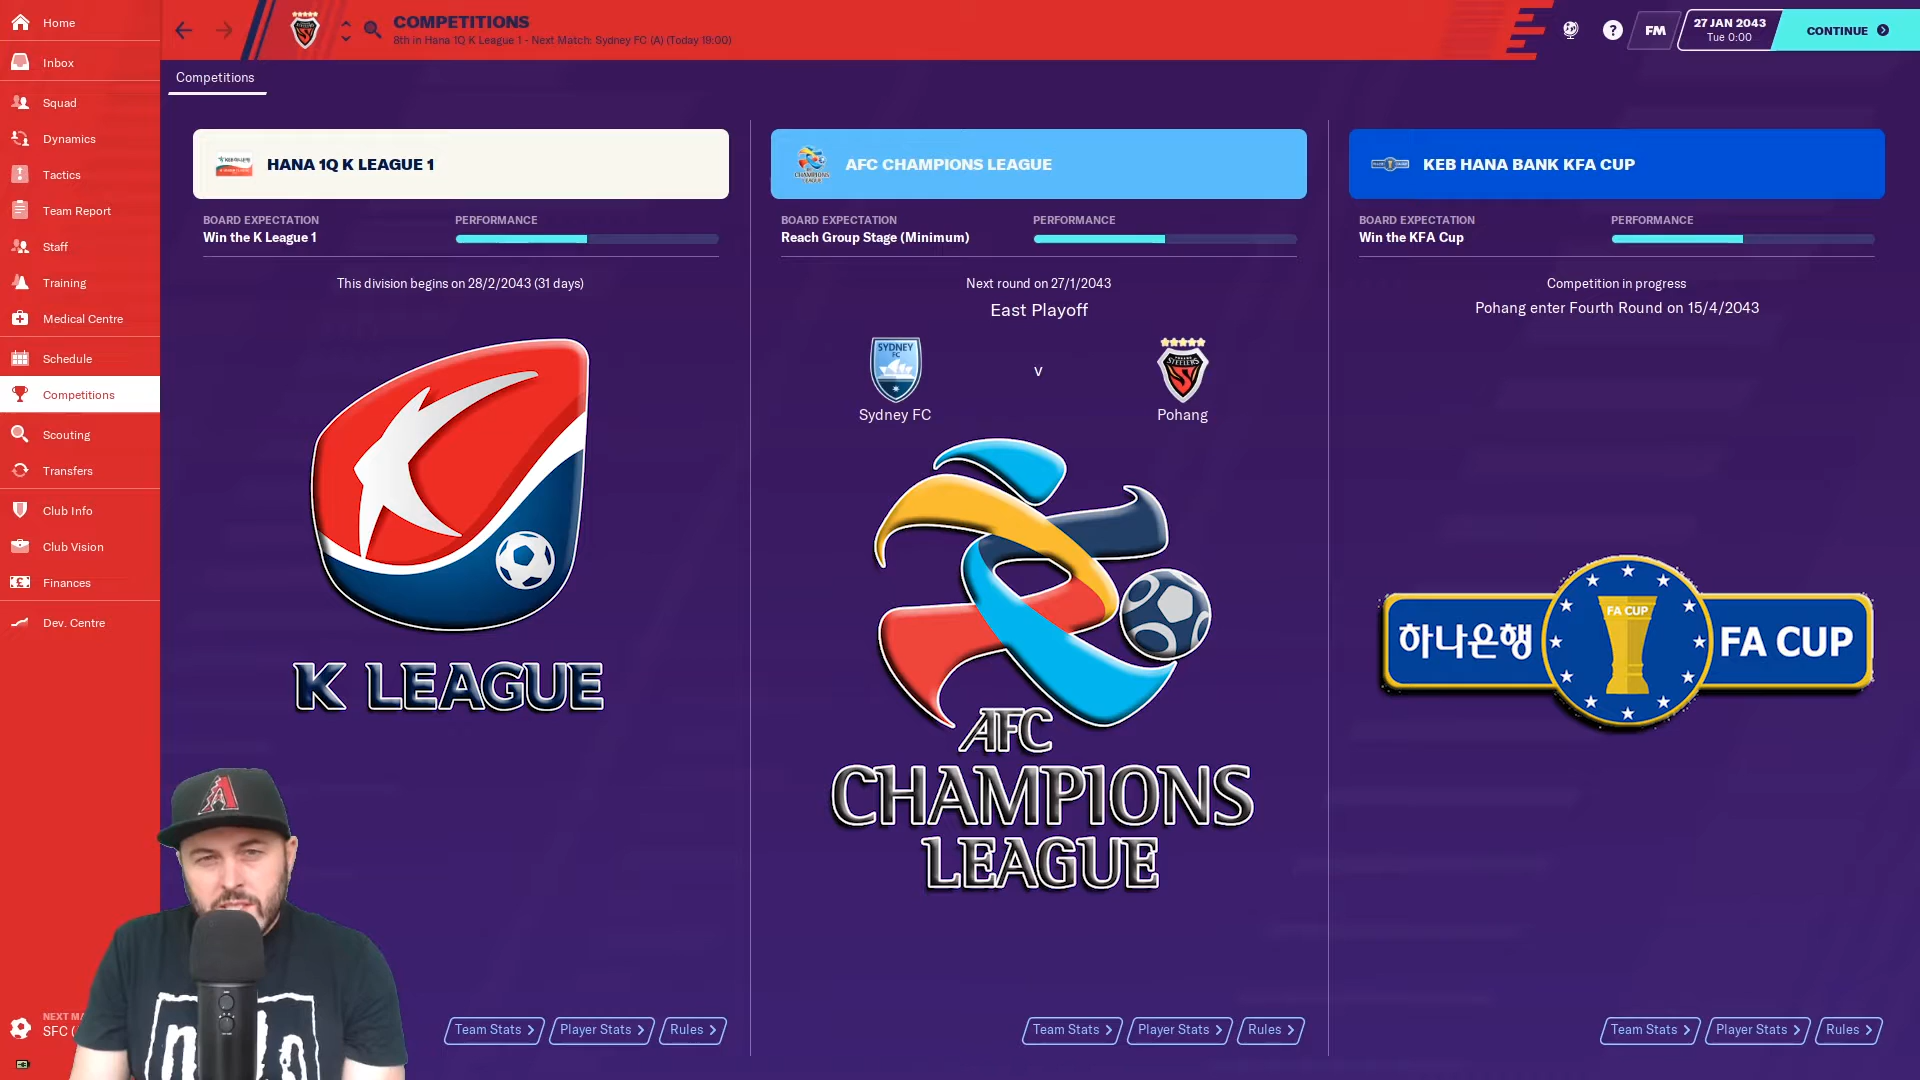 Home
Inbox
Squad
Dynamics
Tactics
Team Report
Staff
Training
Medical Centre
Schedule
Competitions
Scouting
Transfers
Club Info
Club Vision
Finances
Dev. Centre
NEXT MA
SFC (
COMPETITIONS
8th in Hana 1Q K League 1 - Next Match: Sydney FC (A) (Today 19:00)
?
FM
27 JAN 2043
Tue 0:00
CONTINUE
Competitions
HANA 1Q K LEAGUE 1
BOARD EXPECTATION
Win the K League 1
PERFORMANCE
This division begins on 28/2/2043 (31 days)
K LEAGUE
Team Stats
Player Stats
Rules
CHAMPIONS
LEAGUE
AFC CHAMPIONS LEAGUE
BOARD EXPECTATION
Reach Group Stage (Minimum)
PERFORMANCE
Next round on 27/1/2043
East Playoff
SYDNEY
FC
v
STEELERS
Sydney FC
Pohang
AFC
CHAMPIONS
LEAGUE
Team Stats
Player Stats
Rules
KEB HANA BANK KFA CUP
BOARD EXPECTATION
Win the KFA Cup
PERFORMANCE
Competition in progress
Pohang enter Fourth Round on 15/4/2043
하나은행
FA CUP
FA CUP
Team Stats
Player Stats
Rules
A